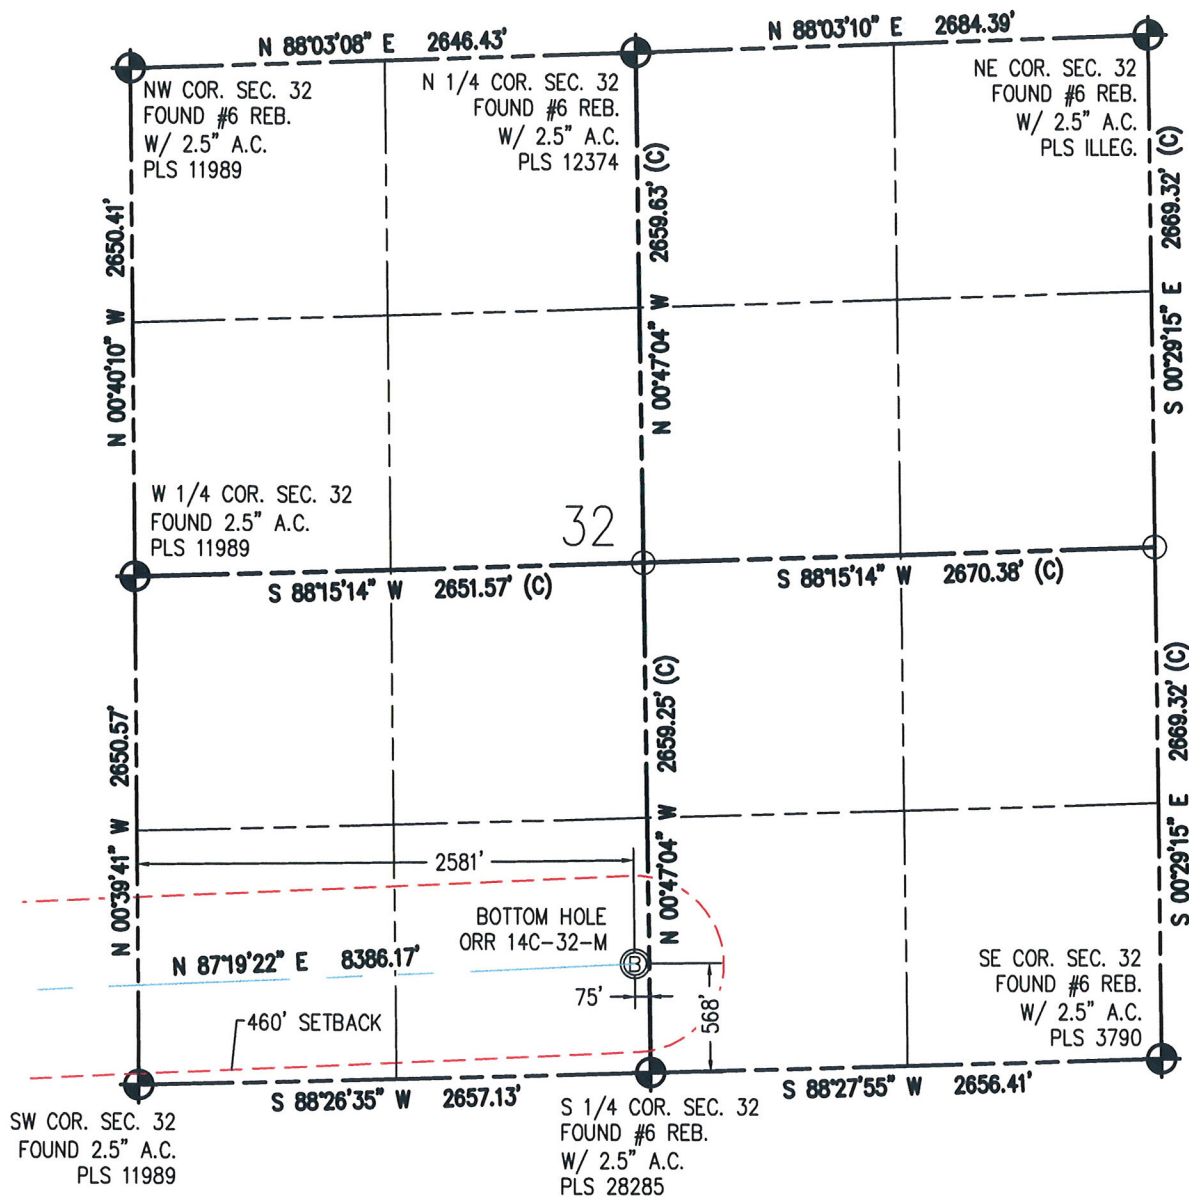 N 88°03'08" E 2646.43'
N 88°03'10" E 2684.39'
NW COR. SEC. 32
FOUND #6 REB.
W/ 2.5" A.C.
PLS 11989
N 1/4 COR. SEC. 32
FOUND #6 REB.
W/ 2.5" A.C.
PLS 12374
NE COR. SEC. 32
FOUND #6 REB.
W/ 2.5" A.C.
PLS ILLEG.
N 00°40'10" W 2650.41'
N 00°47'04" W 2659.63' (C)
S 00°29'15" E 2669.32' (C)
W 1/4 COR. SEC. 32
FOUND 2.5" A.C.
PLS 11989
32
S 88°15'14" W 2651.57' (C)
S 88°15'14" W 2670.38' (C)
N 00°39'41" W 2650.57'
N 00°47'04" W 2659.25' (C)
S 00°29'15" E 2669.32' (C)
2581'
BOTTOM HOLE
ORR 14C-32-M
B
N 87°19'22" E 8386.17'
75'
568'
460' SETBACK
SE COR. SEC. 32
FOUND #6 REB.
W/ 2.5" A.C.
PLS 3790
S 88°26'35" W 2657.13'
S 88°27'55" W 2656.41'
SW COR. SEC. 32
FOUND 2.5" A.C.
PLS 11989
S 1/4 COR. SEC. 32
FOUND #6 REB.
W/ 2.5" A.C.
PLS 28285